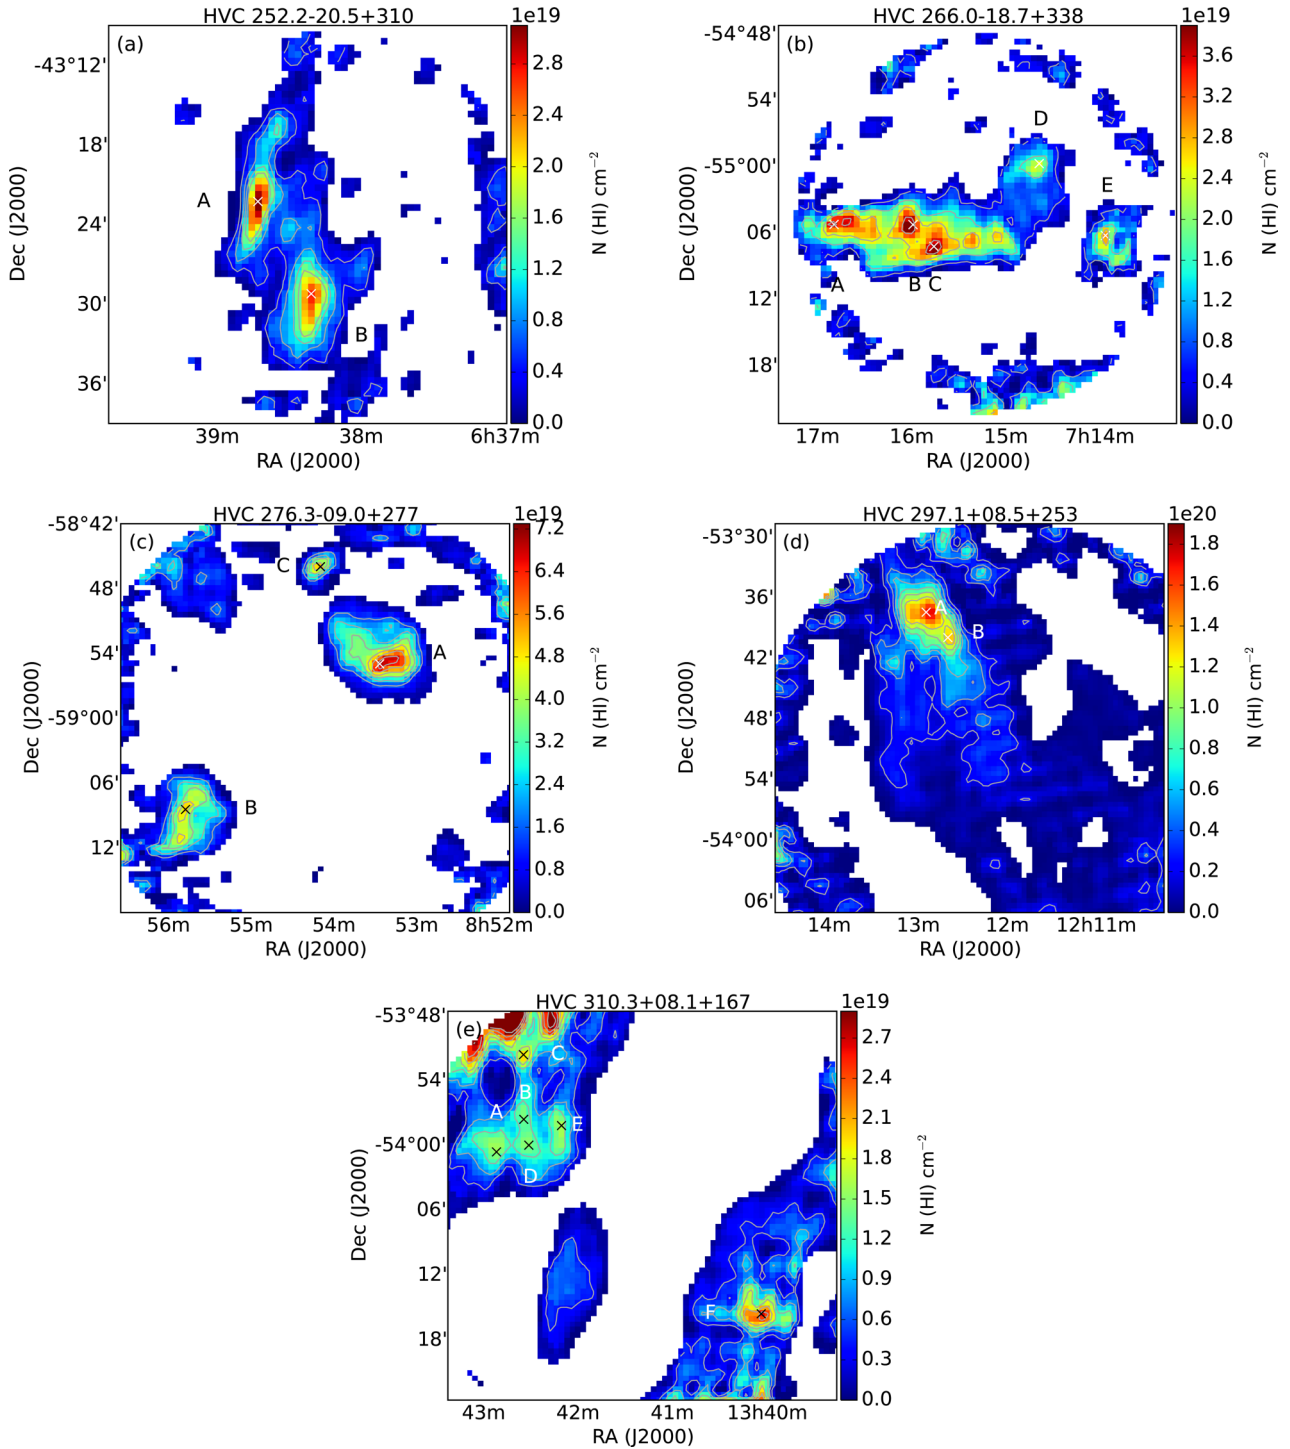 HVC 252.2-20.5+310
1e19
(a)
-43°12'
18'
24'
30'
36'
Dec (J2000)
A
B
39m
38m
6h37m
RA (J2000)
2.8
2.4
2.0
1.6
1.2
0.8
0.4
0.0
N (HI) cm−2
HVC 266.0-18.7+338
1e19
(b)
-54°48'
54'
-55°00'
06'
12'
18'
Dec (J2000)
D
E
A
B
C
17m
16m
15m
7h14m
RA (J2000)
3.6
3.2
2.8
2.4
2.0
1.6
1.2
0.8
0.4
0.0
N (HI) cm−2
HVC 276.3-09.0+277
1e19
(c)
-58°42'
48'
54'
-59°00'
06'
12'
Dec (J2000)
C
A
B
56m
55m
54m
53m
8h52m
RA (J2000)
7.2
6.4
5.6
4.8
4.0
3.2
2.4
1.6
0.8
0.0
N (HI) cm−2
HVC 297.1+08.5+253
1e20
(d)
-53°30'
36'
42'
48'
54'
-54°00'
06'
Dec (J2000)
A
B
14m
13m
12m
12h11m
RA (J2000)
1.8
1.6
1.4
1.2
1.0
0.8
0.6
0.4
0.2
0.0
N (HI) cm−2
HVC 310.3+08.1+167
1e19
(e)
-53°48'
54'
-54°00'
06'
12'
18'
Dec (J2000)
C
B
A
E
D
F
43m
42m
41m
13h40m
RA (J2000)
2.7
2.4
2.1
1.8
1.5
1.2
0.9
0.6
0.3
0.0
N (HI) cm−2